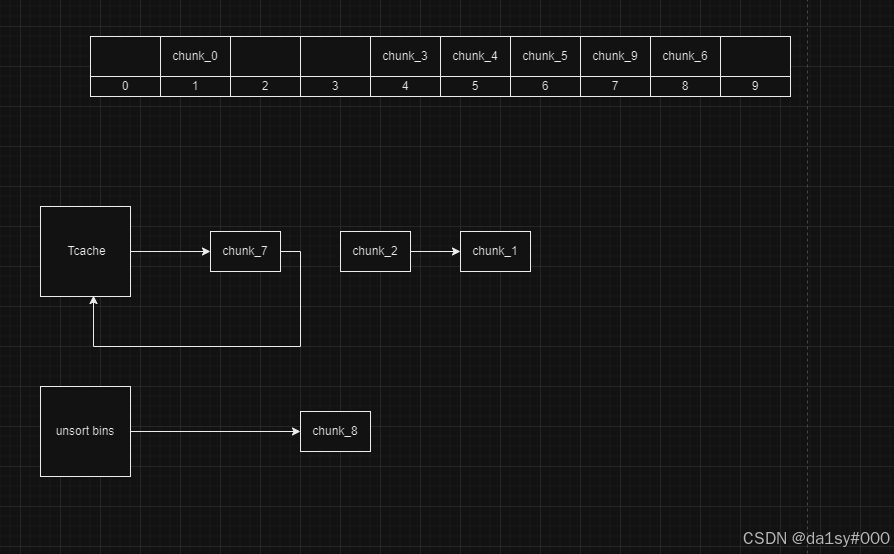 chunk_0 chunk_3 chunk_4 chunk_5 chunk_9 chunk_6
0 1 2 3 4 5 6 7 8 9
Tcache chunk_7 chunk_2 chunk_1
unsort bins chunk_8
CSDN @da1sy#000